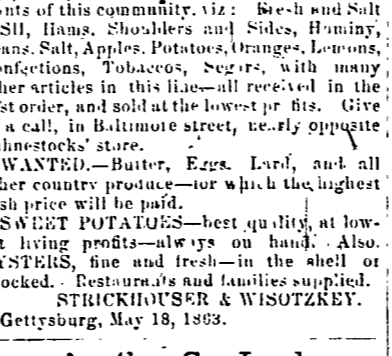 nts of this community. viz: Fresh and Salt
SH, Hams. Shoulders and Sides, Hominy,
ans. Salt, Apples. Potatoes, Oranges, Lemons,
nfections, Tobaccos, Segars, with many
her articles in this line—all received in the
st order, and sold at the lowest profits. Give
a call, in Baltimore street, nearly opposite
hnestocks' store.
WANTED.—Butter, Eggs. Lard, and all
her country produce—for which the highest
sh price will be paid.
SWEET POTATOES—best quality, at low-
t living profits—always on hand. Also.
YSTERS, fine and fresh—in the shell or
ocked. Restaurants and families supplied.
STRICKHOUSER & WISOTZKEY.
Gettysburg, May 18, 1863.